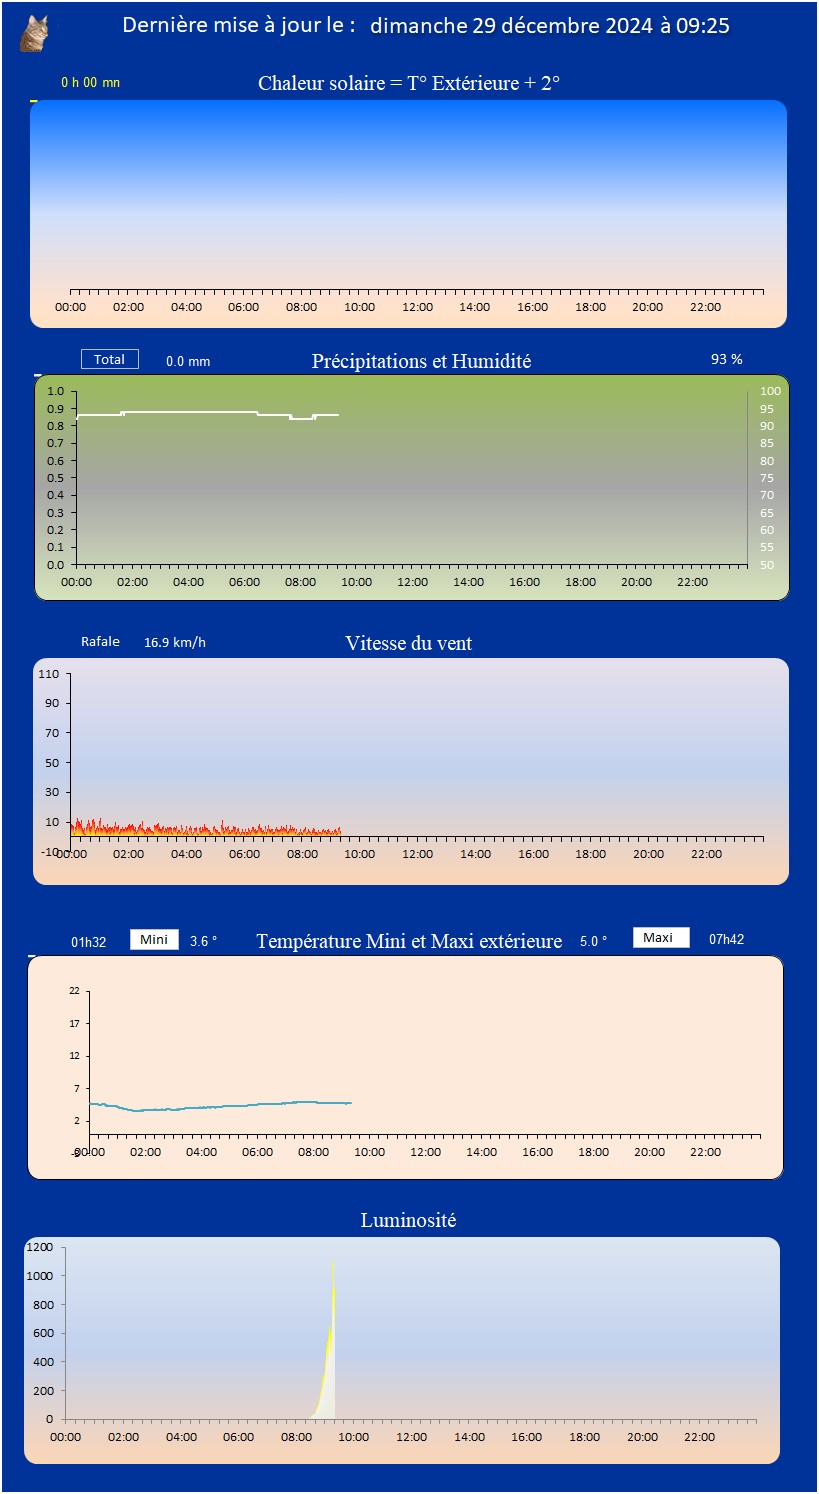 Dernière mise à jour le : dimanche 29 décembre 2024 à 09:25
0 h 00 mn
Chaleur solaire = T° Extérieure + 2°
00:00 02:00 04:00 06:00 08:00 10:00 12:00 14:00 16:00 18:00 20:00 22:00
Total 0.0 mm Précipitations et Humidité 93 %
1.0 100
0.9 95
0.8 90
0.7 85
0.6 80
0.5 75
0.4 70
0.3 65
0.2 60
0.1 55
0.0 50
00:00 02:00 04:00 06:00 08:00 10:00 12:00 14:00 16:00 18:00 20:00 22:00
Rafale 16.9 km/h Vitesse du vent
110
90
70
50
30
10
-10
00:00 02:00 04:00 06:00 08:00 10:00 12:00 14:00 16:00 18:00 20:00 22:00
01h32 Mini 3.6 ° Température Mini et Maxi extérieure 5.0 ° Maxi 07h42
22
17
12
7
2
-3
00:00 02:00 04:00 06:00 08:00 10:00 12:00 14:00 16:00 18:00 20:00 22:00
Luminosité
1200
1000
800
600
400
200
0
00:00 02:00 04:00 06:00 08:00 10:00 12:00 14:00 16:00 18:00 20:00 22:00